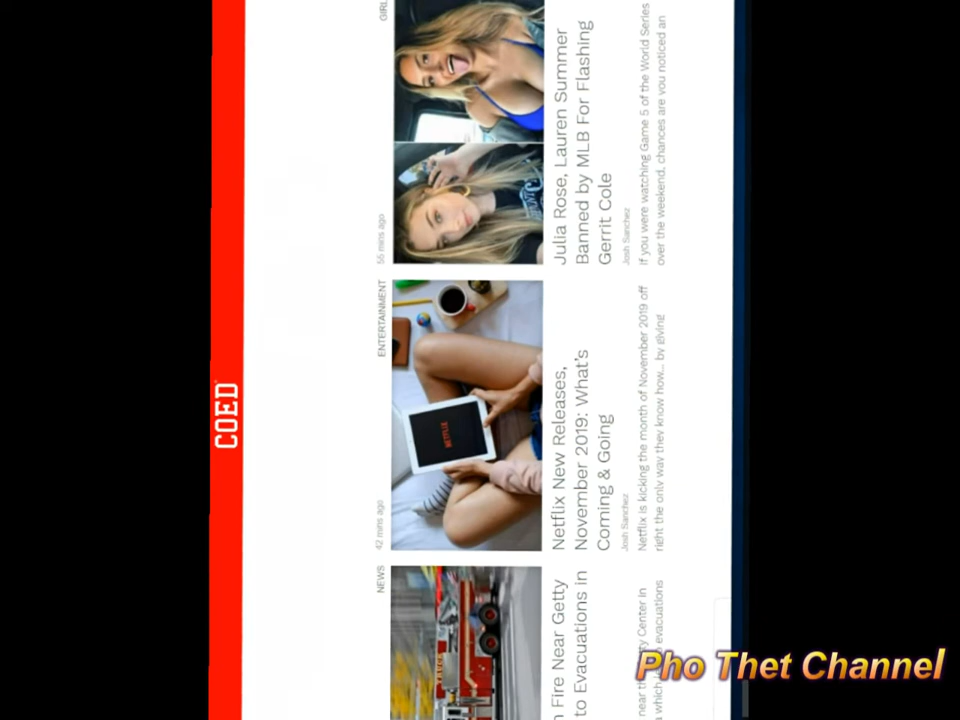 COED
NEWS
n Fire Near Getty
to Evacuations in
near the
ty Center in
evacuations
42 mins ago
ENTERTAINMENT
NETFLIX
Netflix New Releases,
November 2019: What's
Coming & Going
Josh Sanchez
Netflix is kicking the month of November 2019 off
right the only way they know how... by giving
55 mins ago
GIRL
Julia Rose, Lauren Summer
Banned by MLB For Flashing
Gerrit Cole
Josh Sanchez
If you were watching Game 5 of the World Series
over the weekend, chances are you noticed an
Pho Thet Channel